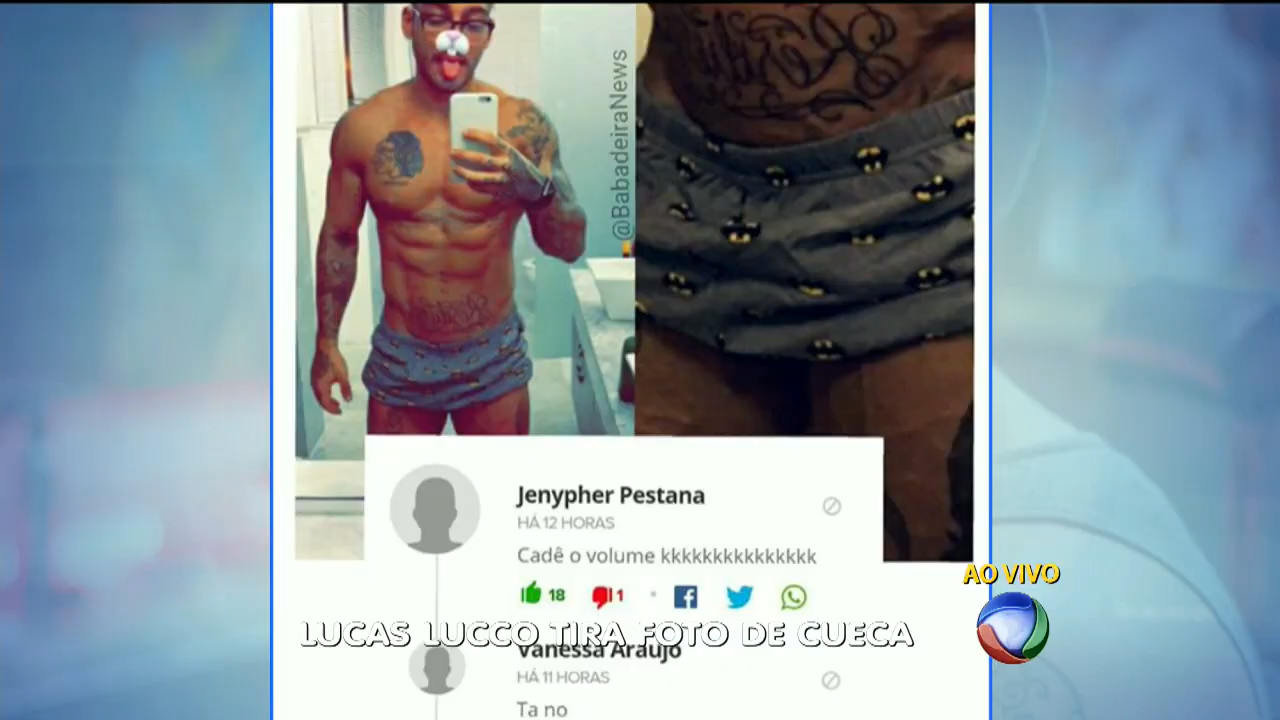 @BabadeiraNews
Jenypher Pestana
HÁ 12 HORAS
Cadê o volume kkkkkkkkkkkkkkk
18
1
AO VIVO
LUCAS LUCCO TIRA FOTO DE CUECA
Vanessa Araujo
HÁ 11 HORAS
Ta no